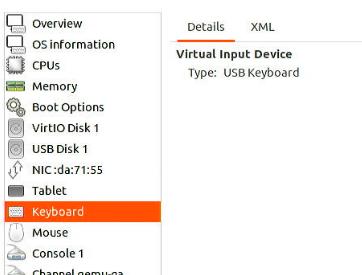 Overview
OS information
CPUs
Memory
Boot Options
VirtIO Disk 1
USB Disk 1
NIC :da:71:55
Tablet
Keyboard
Mouse
Console 1
Channel qemu-ga
Details XML
Virtual Input Device
Type: USB Keyboard